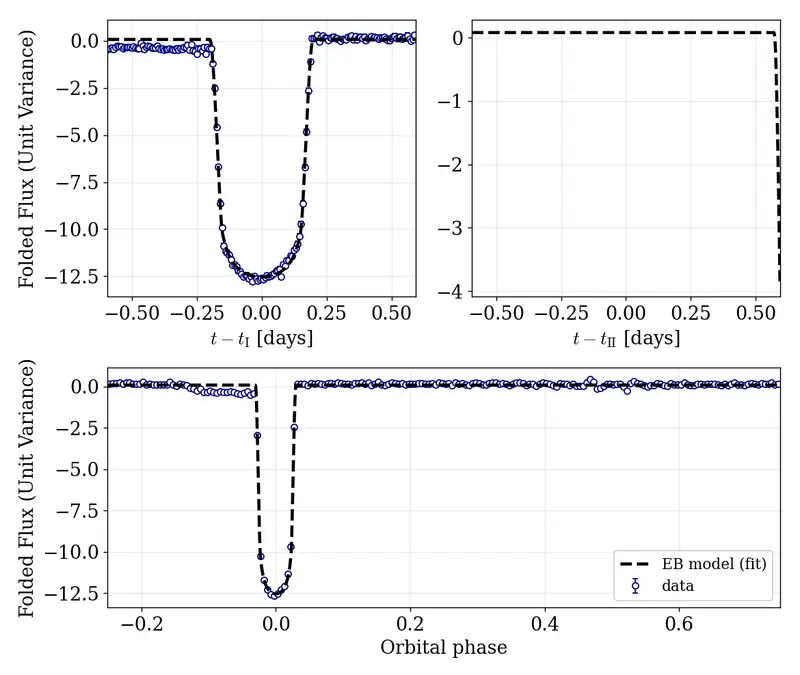 Folded Flux (Unit Variance)
0.0
−2.5
−5.0
−7.5
−10.0
−12.5
−0.50 −0.25 0.00 0.25 0.50
t − tI [days]
0
−1
−2
−3
−4
−0.50 −0.25 0.00 0.25 0.50
t − tII [days]
Folded Flux (Unit Variance)
0.0
−2.5
−5.0
−7.5
−10.0
−12.5
EB model (fit)
data
−0.2 0.0 0.2 0.4 0.6
Orbital phase